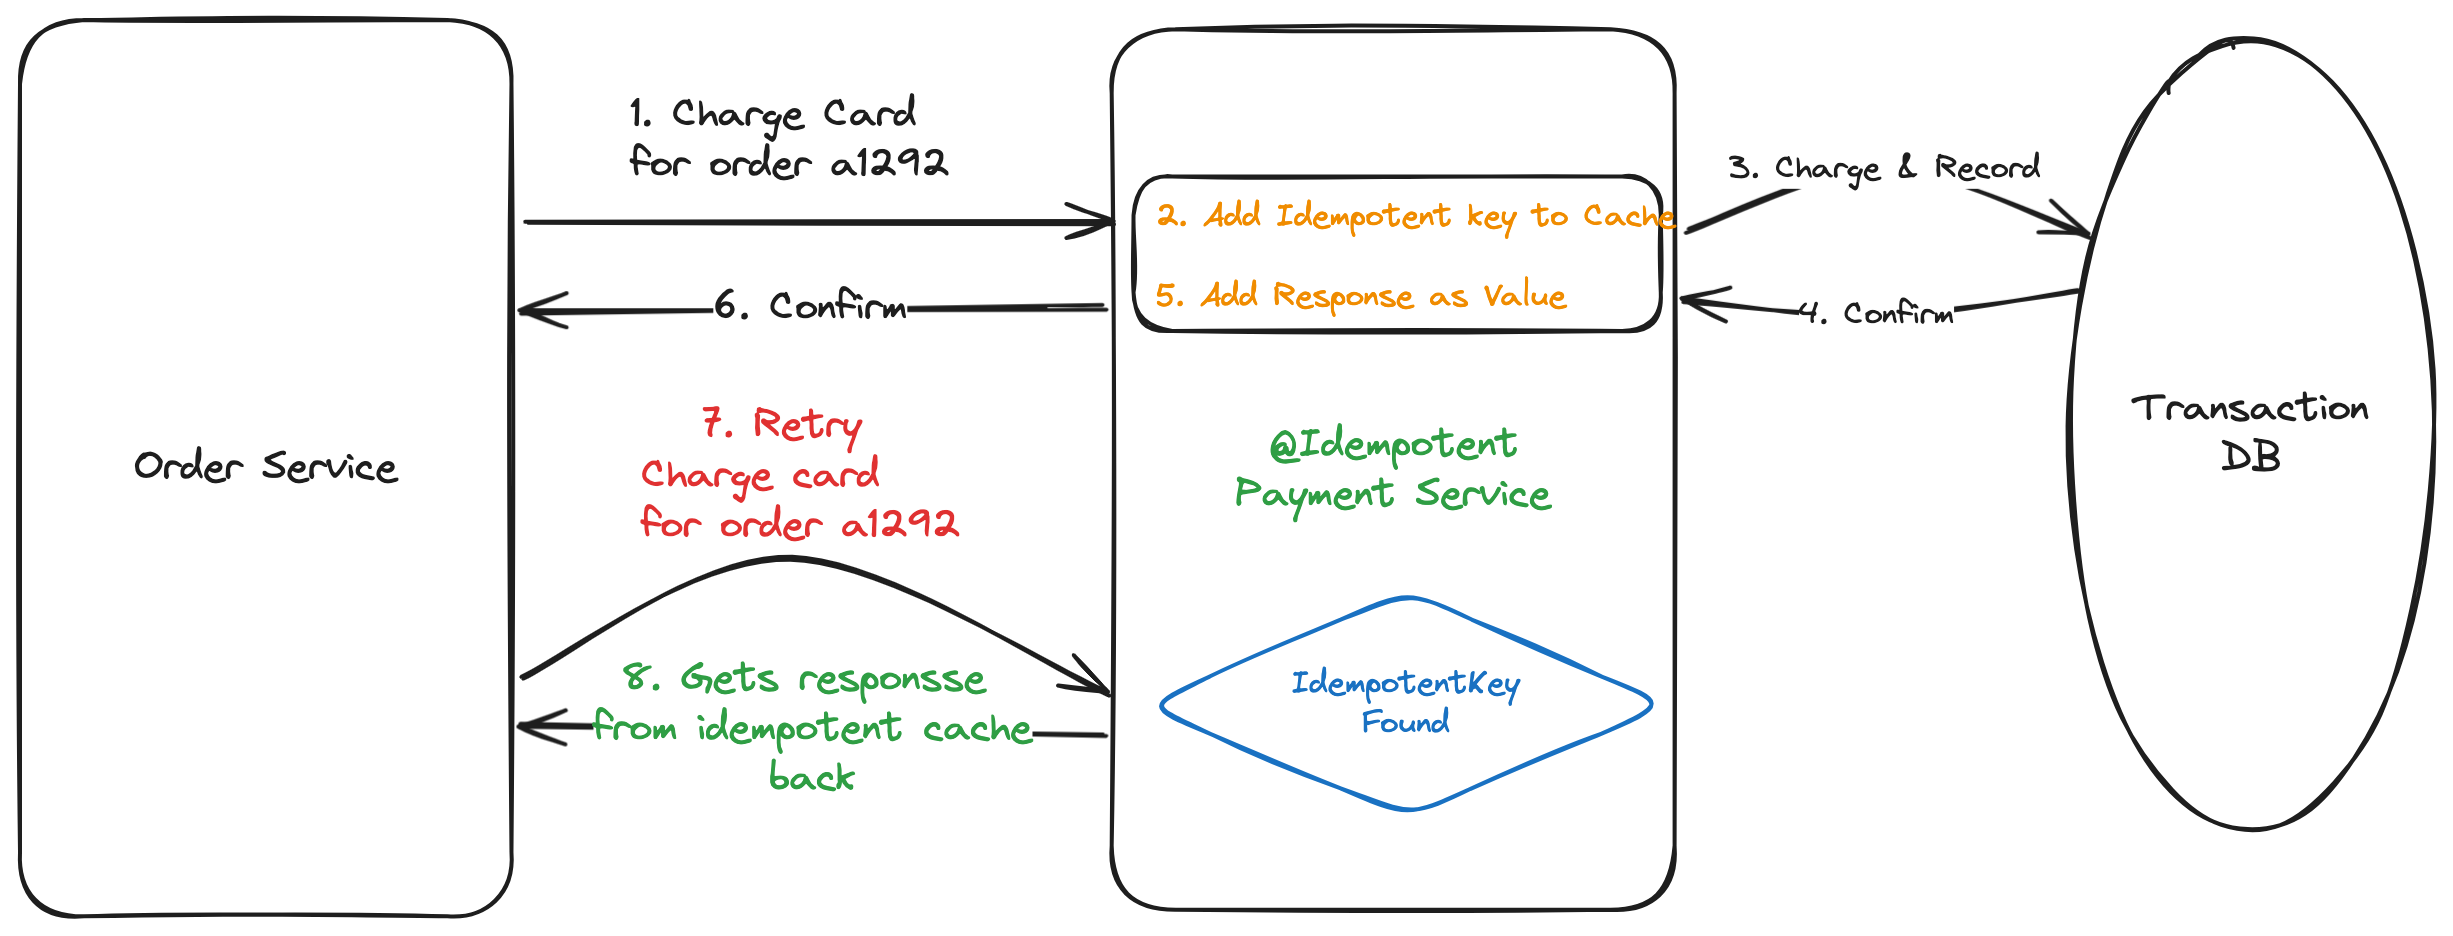 1. Charge Card
for order a1292
2. Add Idempotent key to Cache
3. Charge & Record
6. Confirm
5. Add Response as Value
4. Confirm
7. Retry
Charge card
for order a1292
Order Service
@Idempotent
Payment Service
Transaction
DB
8. Gets responsse
from idempotent cache
back
IdempotentKey
Found